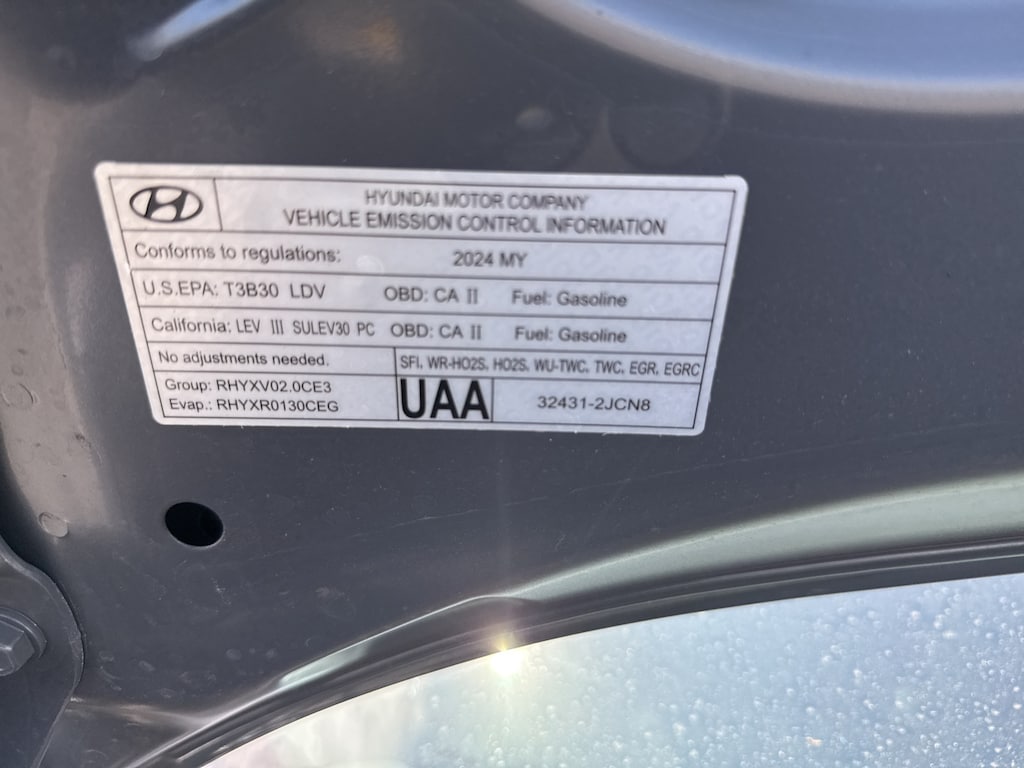 HYUNDAI MOTOR COMPANY
VEHICLE EMISSION CONTROL INFORMATION
Conforms to regulations: 2024 MY
U.S.EPA: T3B30 LDV OBD: CA II Fuel: Gasoline
California: LEV III SULEV30 PC OBD: CA II Fuel: Gasoline
No adjustments needed. SFI, WR-HO2S, HO2S, WU-TWC, TWC, EGR, EGRC
Group: RHYXV02.0CE3
Evap.: RHYXR0130CEG
UAA 32431-2JCN8